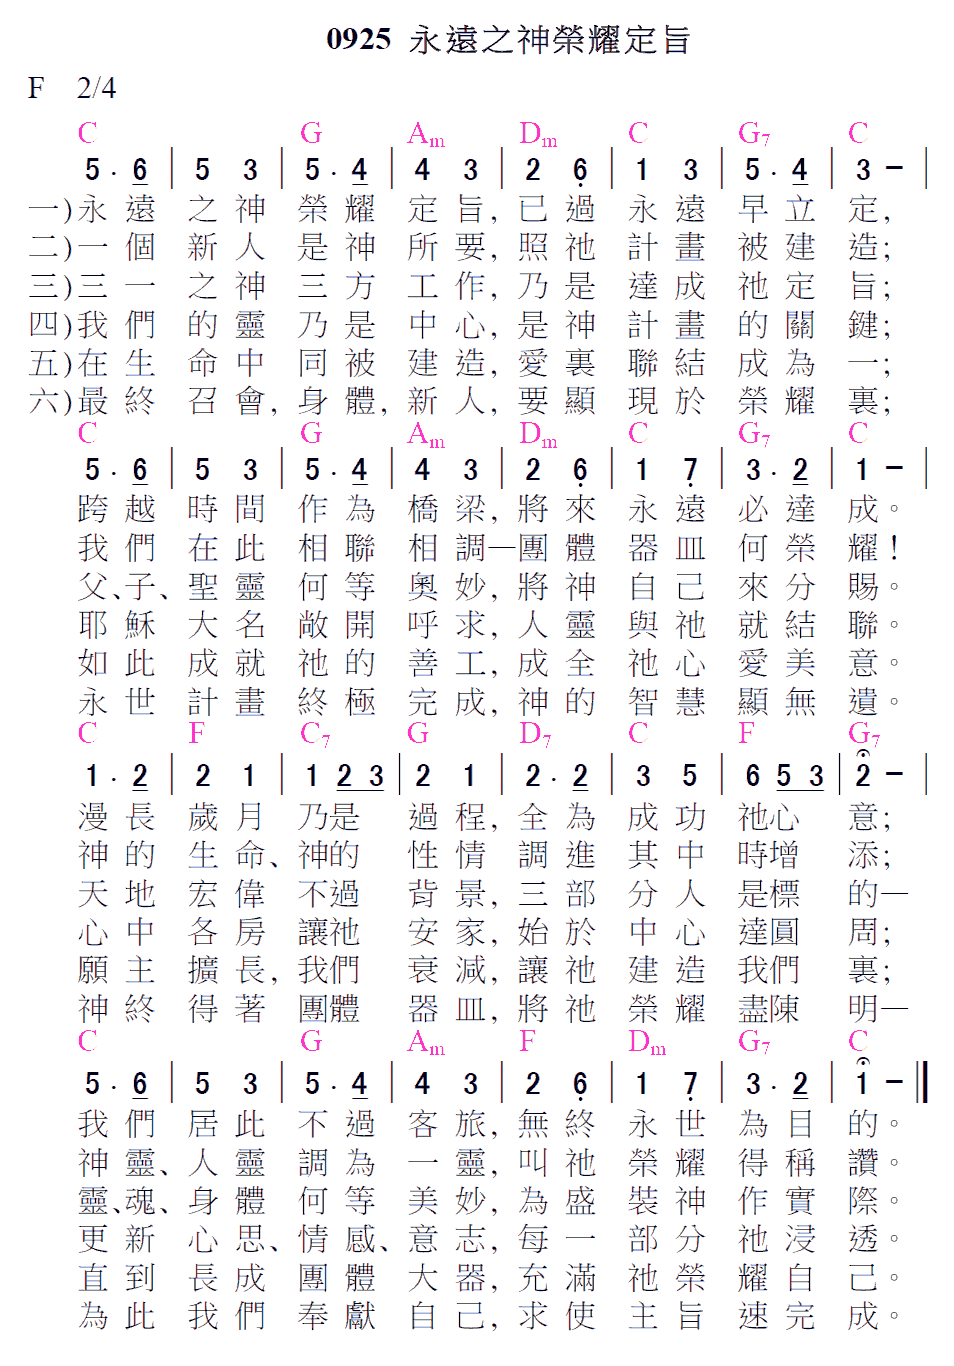 0925 永遠之神榮耀定旨
F 2/4
C G Am Dm C G7 C
5 . 6 | 5 3 | 5 . 4 | 4 3 | 2 6̣ | 1 3 | 5 . 4 | 3 – |
一)永遠之神榮耀定旨,已過永遠早立定,
二)一個新人是神所要,照祂計畫被建造;
三)三一之神三方工作,乃是達成祂定旨;
四)我們的靈乃是中心,是神計畫的關鍵;
五)在生命中同被建造,愛裏聯結成為一;
六)最終召會,身體,新人,要顯現於榮耀裏;
C G Am Dm C G7 C
5 . 6 | 5 3 | 5 . 4 | 4 3 | 2 6̣ | 1 7̣ | 3 . 2 | 1 – |
跨越時間作為橋梁,將來永遠必達成。
我們在此相聯相調—團體器皿何榮耀!
父、子、聖靈何等奧妙,將神自己來分賜。
耶穌大名敞開呼求,人靈與祂就結聯。
如此成就祂的善工,成全祂心愛美意。
永世計畫終極完成,神的智慧顯無遺。
C F C7 G D7 C F G7
1 . 2 | 2 1 | 1 2 3 | 2 1 | 2 . 2 | 3 5 | 6 5 3 | 2 – |
漫長歲月乃是過程,全為成功祂心意;
神的生命、神的性情調進其中時增添;
天地宏偉不過背景,三部分人是標的—
心中各房讓祂安家,始於中心達圓周;
願主擴長,我們衰減,讓祂建造我們裏;
神終得著團體器皿,將祂榮耀盡陳明—
C G Am F Dm G7 C
5 . 6 | 5 3 | 5 . 4 | 4 3 | 2 6̣ | 1 7̣ | 3 . 2 | 1 – ‖
我們居此不過客旅,無終永世為目的。
神靈、人靈調為一靈,叫祂榮耀得稱讚。
靈、魂、身體何等美妙,為盛裝神作實際。
更新心思、情感、意志,每一部分祂浸透。
直到長成團體大器,充滿祂榮耀自己。
為此我們奉獻自己,求使主旨速完成。